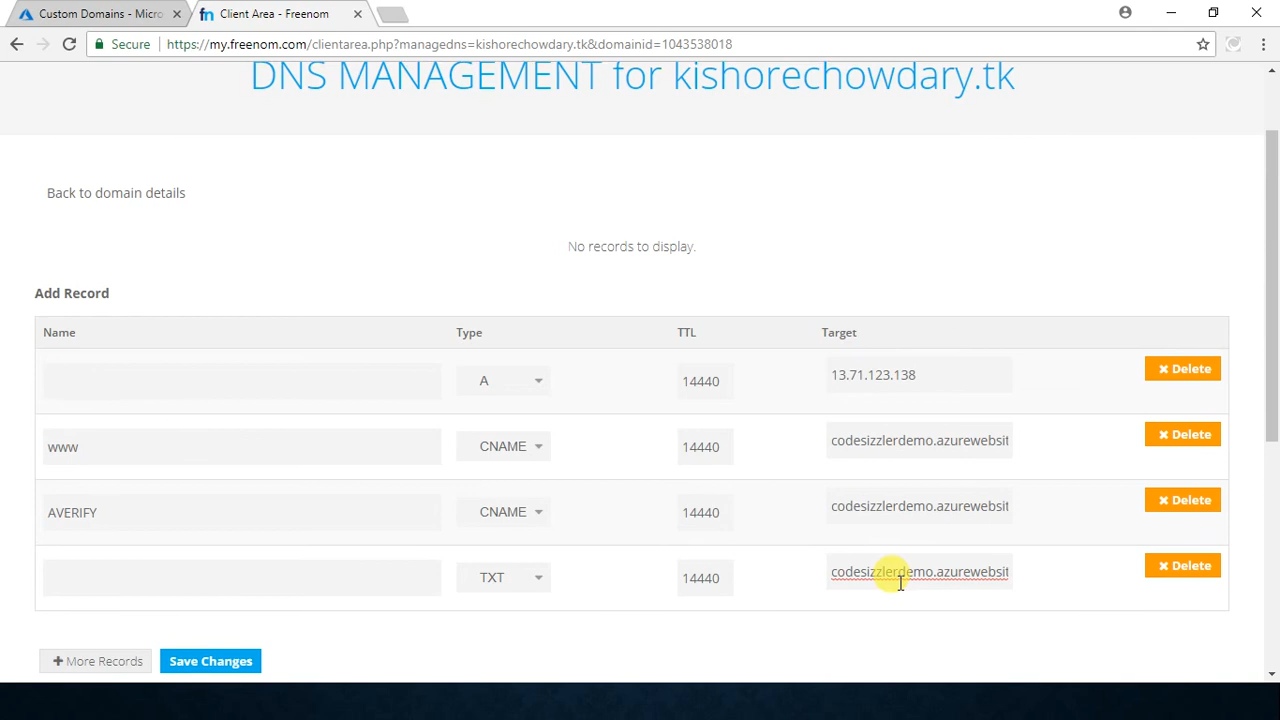 Custom Domains - Micro
Client Area - Freenom
Secure
https://my.freenom.com/clientarea.php?managedns=kishorechowdary.tk&domainid=1043538018
DNS MANAGEMENT for kishorechowdary.tk
Back to domain details
No records to display.
Add Record
Name Type TTL Target
A 14440 13.71.123.138 Delete
www CNAME 14440 codesizzlerdemo.azurewebsit Delete
AVERIFY CNAME 14440 codesizzlerdemo.azurewebsit Delete
TXT 14440 codesizzlerdemo.azurewebsit Delete
More Records Save Changes